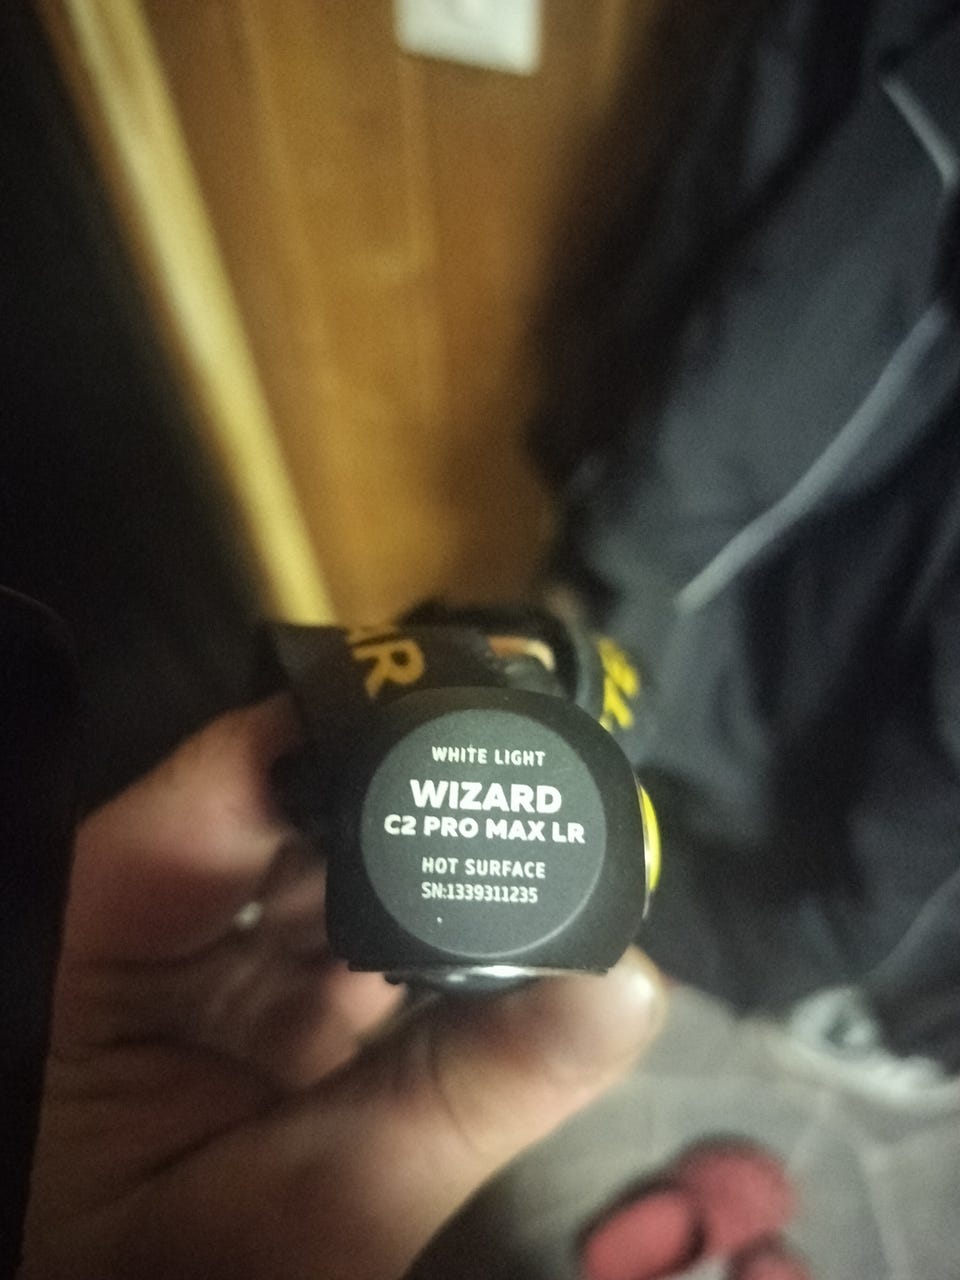 WHITE LIGHT
WIZARD
C2 PRO MAX LR
HOT SURFACE
SN:1339311235